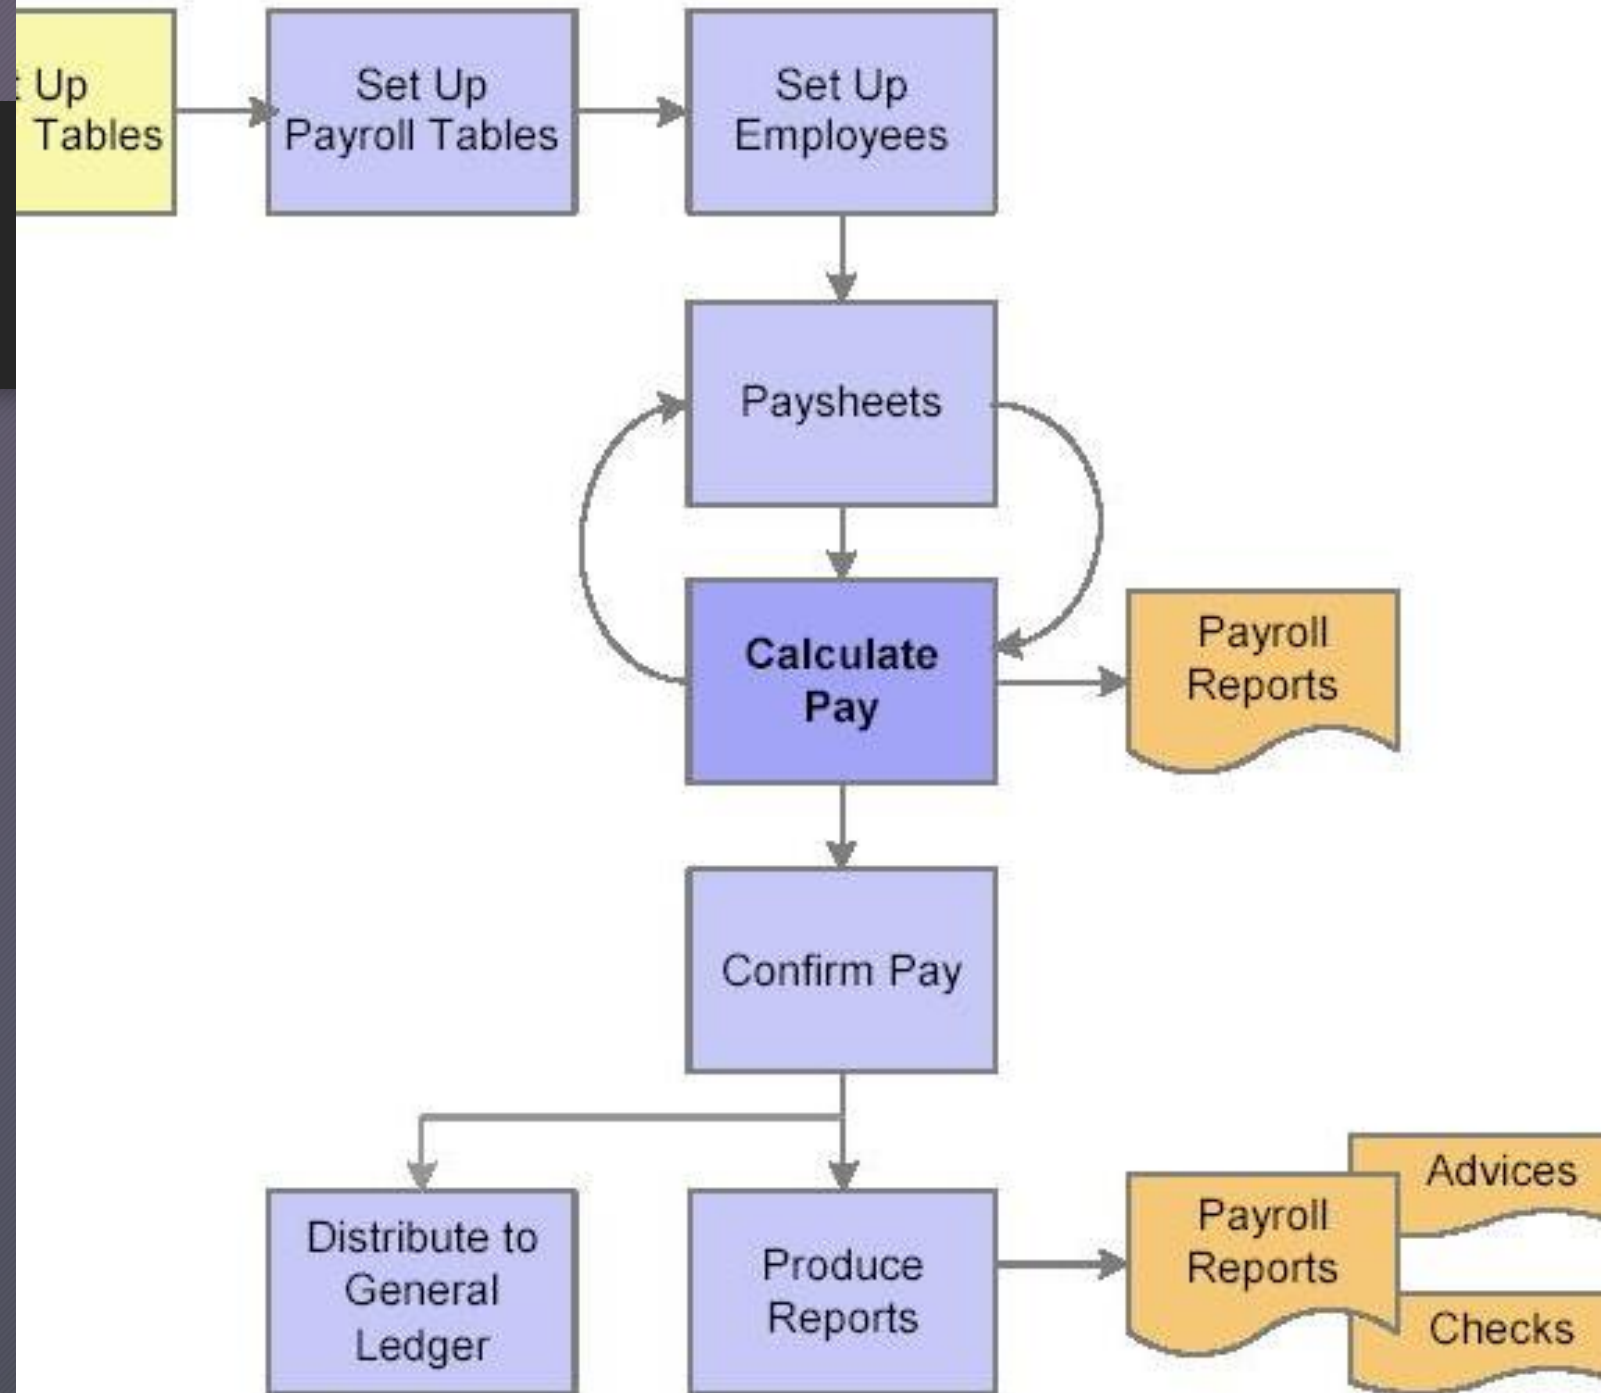 Up
Tables
Set Up
Payroll Tables
Set Up
Employees
Paysheets
Calculate
Pay
Payroll
Reports
Confirm Pay
Distribute to
General
Ledger
Produce
Reports
Payroll
Reports
Advices
Checks